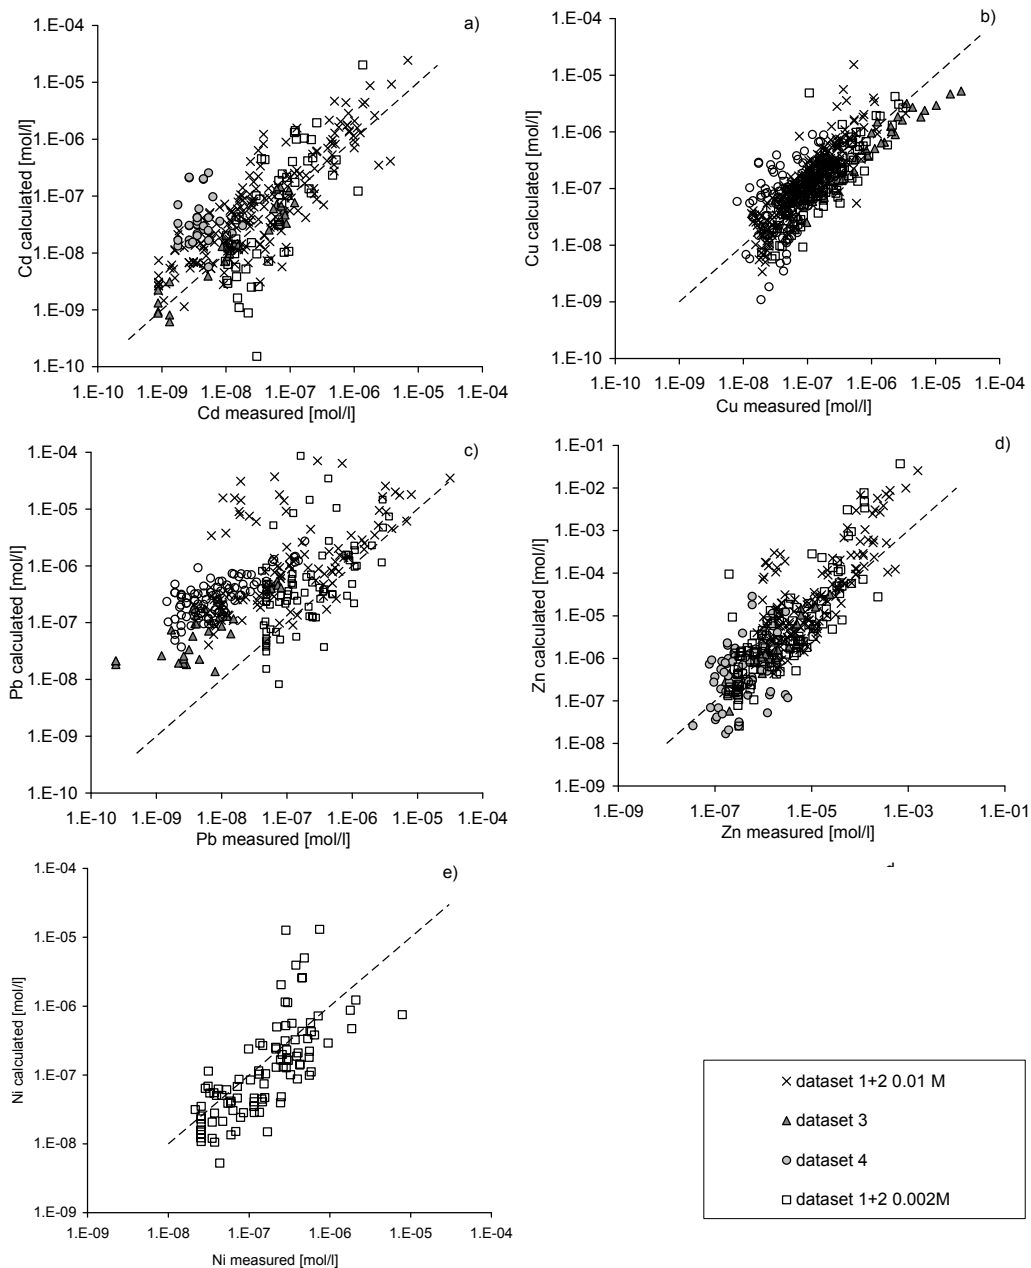 a)
1.E-04
1.E-05
1.E-06
1.E-07
1.E-08
1.E-09
1.E-10
Cd calculated [mol/l]
1.E-10 1.E-09 1.E-08 1.E-07 1.E-06 1.E-05 1.E-04
Cd measured [mol/l]
b)
1.E-04
1.E-05
1.E-06
1.E-07
1.E-08
1.E-09
1.E-10
Cu calculated [mol/l]
1.E-10 1.E-09 1.E-08 1.E-07 1.E-06 1.E-05 1.E-04
Cu measured [mol/l]
c)
1.E-04
1.E-05
1.E-06
1.E-07
1.E-08
1.E-09
1.E-10
Pb calculated [mol/l]
1.E-10 1.E-09 1.E-08 1.E-07 1.E-06 1.E-05 1.E-04
Pb measured [mol/l]
d)
1.E-01
1.E-02
1.E-03
1.E-04
1.E-05
1.E-06
1.E-07
1.E-08
1.E-09
Zn calculated [mol/l]
1.E-09 1.E-07 1.E-05 1.E-03 1.E-01
Zn measured [mol/l]
e)
1.E-04
1.E-05
1.E-06
1.E-07
1.E-08
1.E-09
Ni calculated [mol/l]
1.E-09 1.E-08 1.E-07 1.E-06 1.E-05 1.E-04
Ni measured [mol/l]
dataset 1+2 0.01 M
dataset 3
dataset 4
dataset 1+2 0.002M